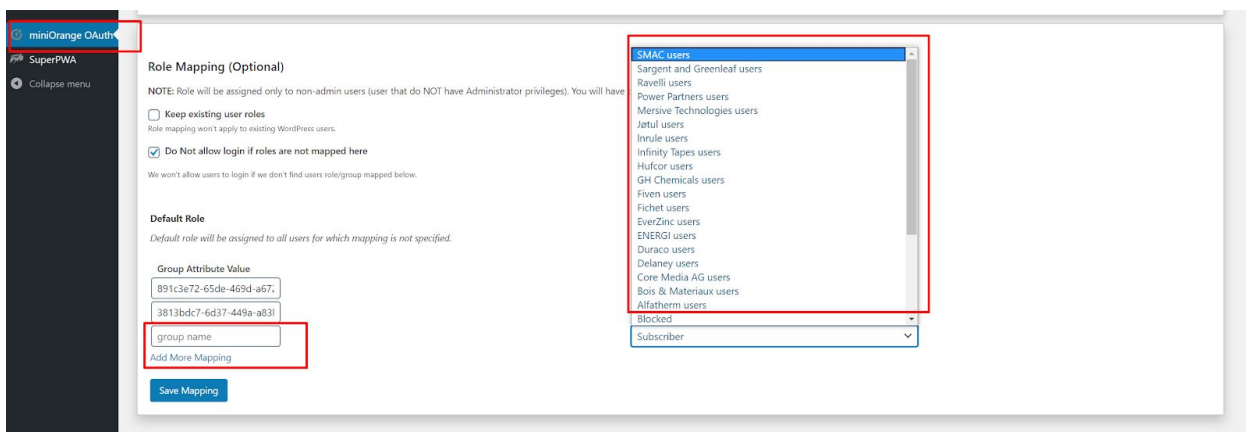 miniOrange OAuth
SuperPWA
Collapse menu
Role Mapping (Optional)
NOTE: Role will be assigned only to non-admin users (user that do NOT have Administrator privileges). You will have
Keep existing user roles
Role mapping won't apply to existing WordPress users.
Do Not allow login if roles are not mapped here
We won't allow users to login if we don't find users role/group mapped below.
Default Role
Default role will be assigned to all users for which mapping is not specified.
Group Attribute Value
891c3e72-65de-469d-a67
3813bdc7-6d37-449a-a83
group name
Add More Mapping
Save Mapping
SMAC users
Sargent and Greenleaf users
Ravelli users
Power Partners users
Mersive Technologies users
Jøtul users
Inrule users
Infinity Tapes users
Hufcor users
GH Chemicals users
Fiven users
Fichet users
EverZinc users
ENERGI users
Duraco users
Delaney users
Core Media AG users
Bois & Materiaux users
Alfatherm users
Blocked
Subscriber